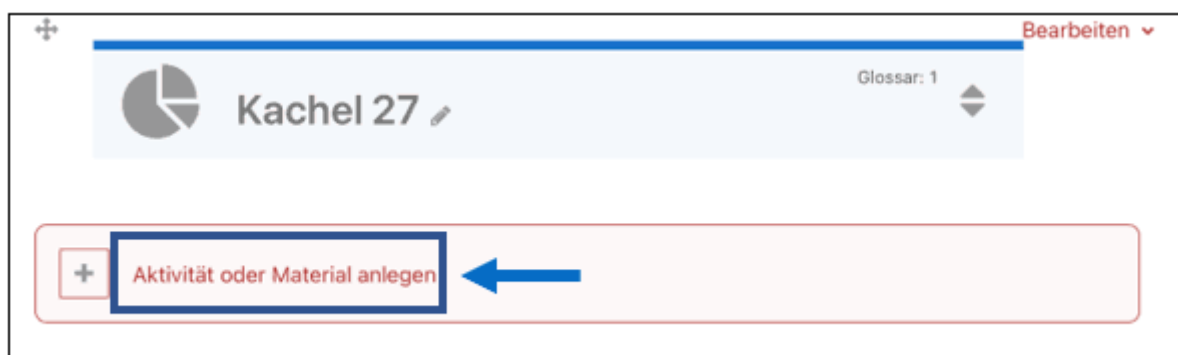 Bearbeiten
Glossar: 1
Kachel 27
Aktivität oder Material anlegen